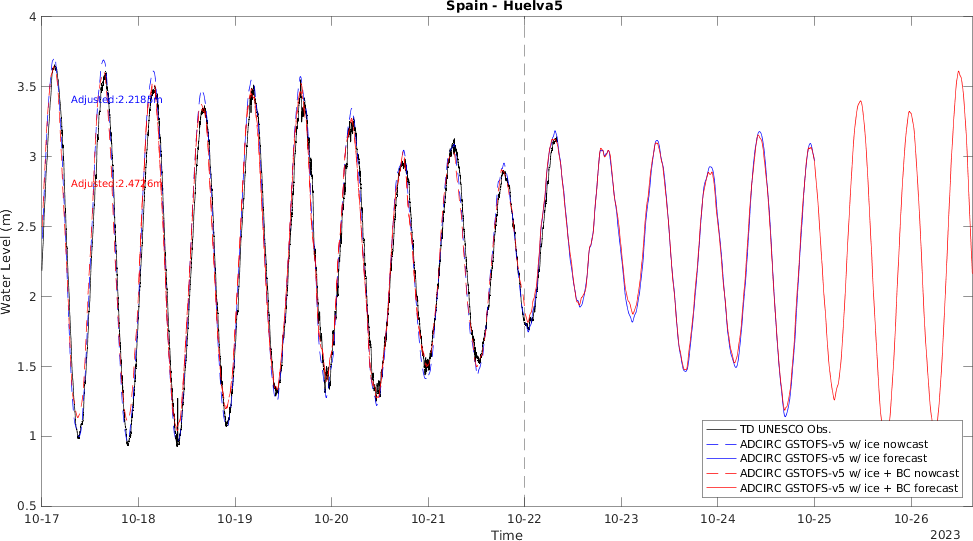 Spain - Huelva5
4
3.5
3
2.5
2
1.5
1
0.5
Water Level (m)
Adjusted:2.2185m
Adjusted:2.4726m
TD UNESCO Obs.
ADCIRC GSTOFS-v5 w/ ice nowcast
ADCIRC GSTOFS-v5 w/ ice forecast
ADCIRC GSTOFS-v5 w/ ice + BC nowcast
ADCIRC GSTOFS-v5 w/ ice + BC forecast
10-17 10-18 10-19 10-20 10-21 10-22 10-23 10-24 10-25 10-26
Time
2023